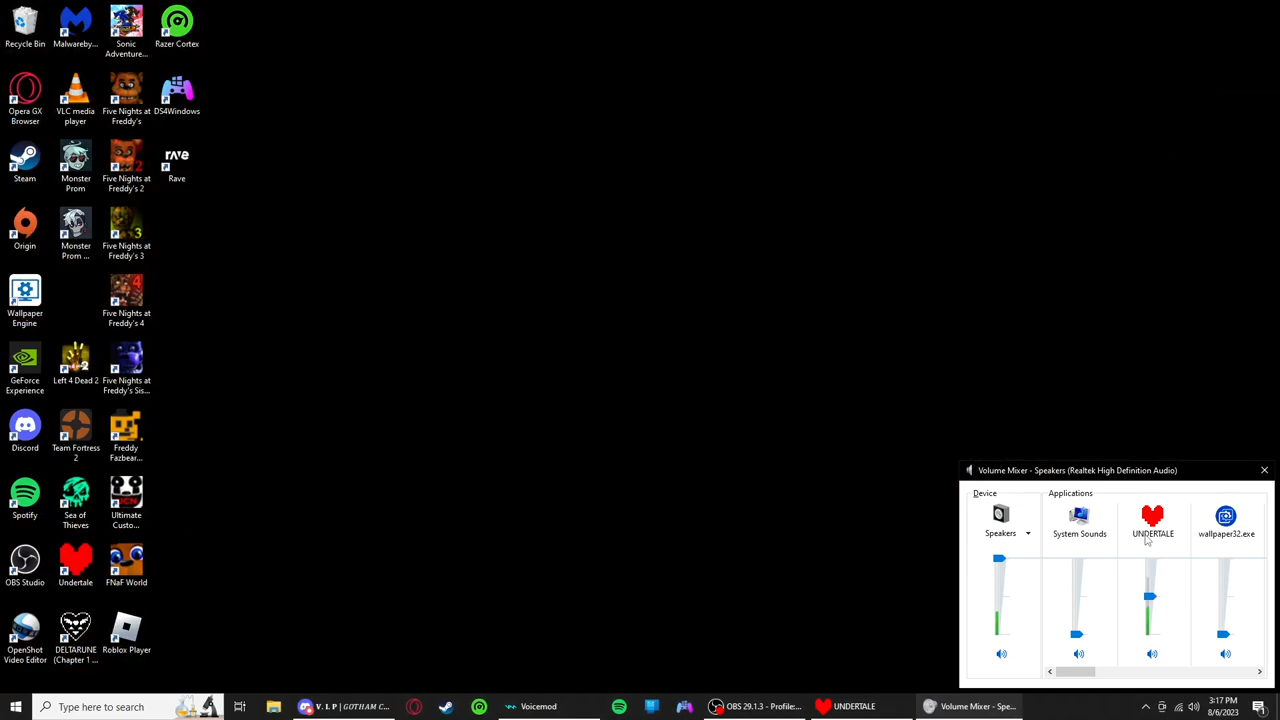 Recycle Bin
Malwareby...
Sonic
Adventure...
Razer Cortex
Opera GX
Browser
VLC media
player
Five Nights at
Freddy's
DS4Windows
Steam
Monster
Prom
Five Nights at
Freddy's 2
rave
Rave
Origin
Monster
Prom ...
Five Nights at
Freddy's 3
Wallpaper
Engine
Five Nights at
Freddy's 4
GeForce
Experience
Left 4 Dead 2
Five Nights at
Freddy's Sis...
Discord
Team Fortress
2
Freddy
Fazbear...
Spotify
Sea of
Thieves
Ultimate
Custo...
OBS Studio
Undertale
FNaF World
OpenShot
Video Editor
DELTARUNE
(Chapter 1 ...
Roblox Player
Volume Mixer - Speakers (Realtek High Definition Audio)
Device
Applications
Speakers
System Sounds
UNDERTALE
wallpaper32.exe
Type here to search
V.I.P | GOTHAM C...
Voicemod
OBS 29.1.3 - Profile:...
UNDERTALE
Volume Mixer - Spe...
3:17 PM
8/6/2023